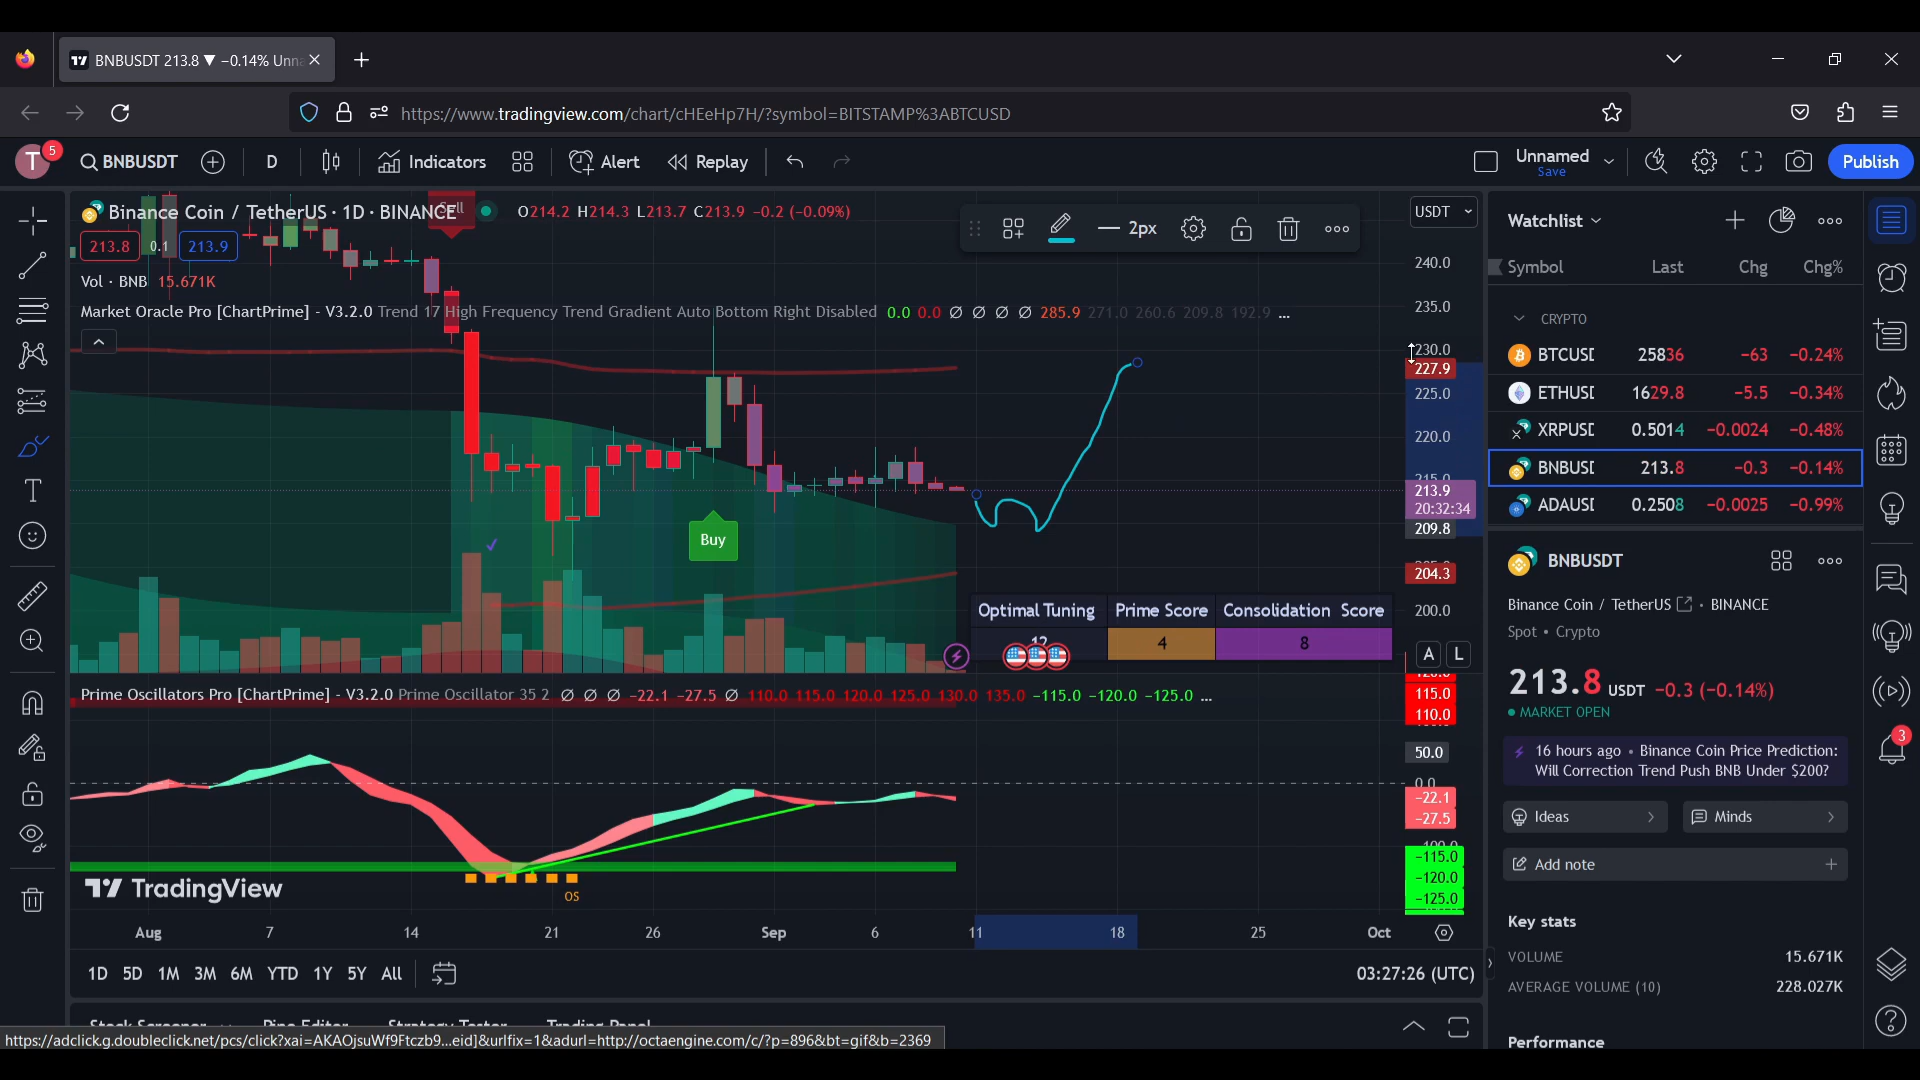 BNBUSDT 213.8 ▼ −0.14% Unna
https://www.tradingview.com/chart/cHEeHp7H/?symbol=BITSTAMP%3ABTCUSD
T 5 BNBUSDT D Indicators Alert Replay Unnamed Save Publish
Binance Coin / TetherUS · 1D · BINANCE O214.2 H214.3 L213.7 C213.9 −0.2 (−0.09%)
Sell
213.8 0.1 213.9
Vol · BNB 15.671K
Market Oracle Pro [ChartPrime] - V3.2.0 Trend 17 High Frequency Trend Gradient Auto Bottom Right Disabled 0.0 0.0 ∅ ∅ ∅ ∅ 285.9 271.0 260.6 209.8 192.9 ...
2px
USDT
240.0
235.0
230.0
227.9
225.0
220.0
215.0
213.9
20:32:34
209.8
204.3
200.0
A L
Buy
Optimal Tuning Prime Score Consolidation Score
12 4 8
Prime Oscillators Pro [ChartPrime] - V3.2.0 Prime Oscillator 35 2 ∅ ∅ ∅ −22.1 −27.5 ∅ 110.0 115.0 120.0 125.0 130.0 135.0 −115.0 −120.0 −125.0 ...
115.0
110.0
50.0
0.0
−22.1
−27.5
−115.0
−120.0
−125.0
OS
TradingView
Aug 7 14 21 26 Sep 6 11 18 25 Oct
1D 5D 1M 3M 6M YTD 1Y 5Y All
03:27:26 (UTC)
Stock Screener Pine Editor Strategy Tester Trading Panel
https://adclick.g.doubleclick.net/pcs/click?xai=AKAOjsuWf9Ftczb9...eid]&urlfix=1&adurl=http://octaengine.com/c/?p=896&bt=gif&b=2369
Watchlist
Symbol Last Chg Chg%
CRYPTO
BTCUSD 25836 −63 −0.24%
ETHUSD 1629.8 −5.5 −0.34%
XRPUSD 0.5014 −0.0024 −0.48%
BNBUSD 213.8 −0.3 −0.14%
ADAUSD 0.2508 −0.0025 −0.99%
BNBUSDT
Binance Coin / TetherUS · BINANCE
Spot • Crypto
213.8 USDT −0.3 (−0.14%)
MARKET OPEN
16 hours ago • Binance Coin Price Prediction:
Will Correction Trend Push BNB Under $200?
Ideas Minds
Add note
Key stats
VOLUME 15.671K
AVERAGE VOLUME (10) 228.027K
Performance
3